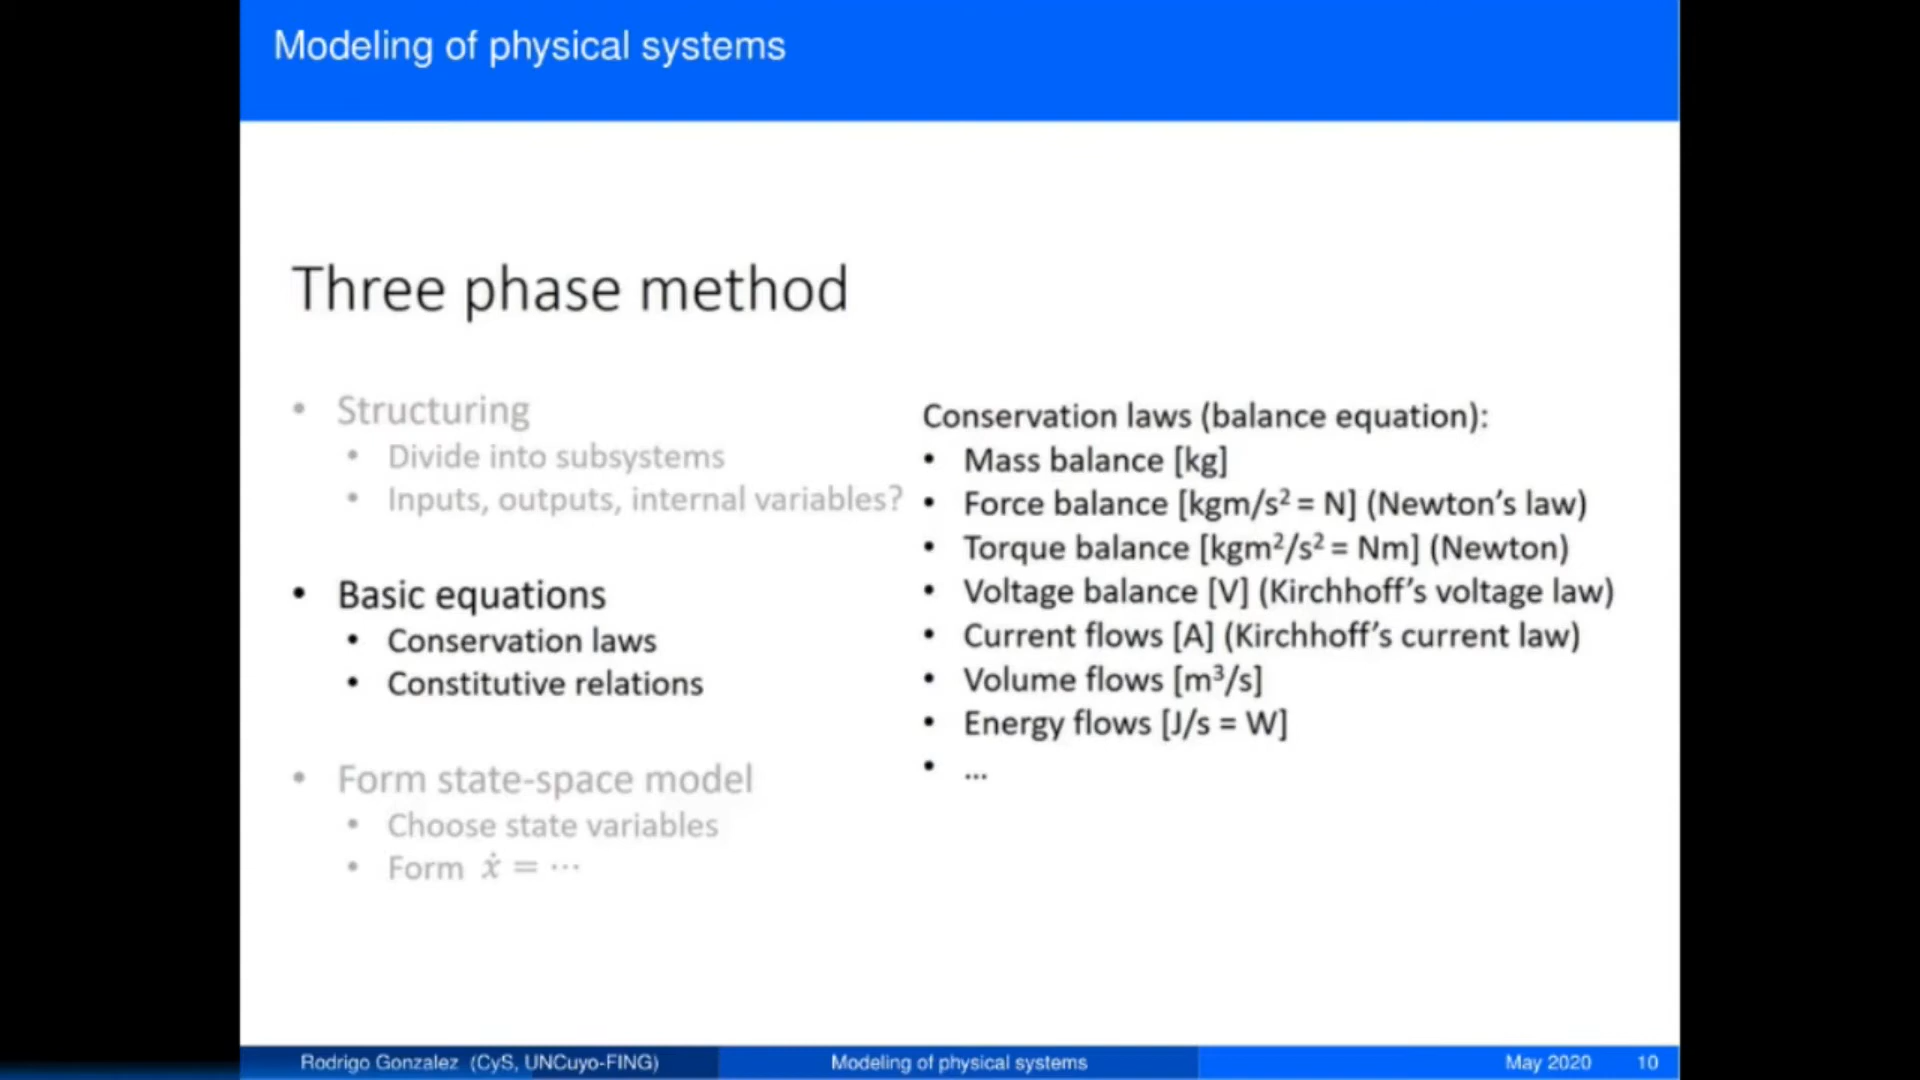 Modeling of physical systems
Three phase method
• Structuring
• Divide into subsystems
• Inputs, outputs, internal variables?
• Basic equations
• Conservation laws
• Constitutive relations
• Form state-space model
• Choose state variables
• Form ẋ = ⋯
Conservation laws (balance equation):
• Mass balance [kg]
• Force balance [kgm/s² = N] (Newton’s law)
• Torque balance [kgm²/s² = Nm] (Newton)
• Voltage balance [V] (Kirchhoff’s voltage law)
• Current flows [A] (Kirchhoff’s current law)
• Volume flows [m³/s]
• Energy flows [J/s = W]
• ...
Rodrigo Gonzalez (CyS, UNCuyo-FING) Modeling of physical systems May 2020 10